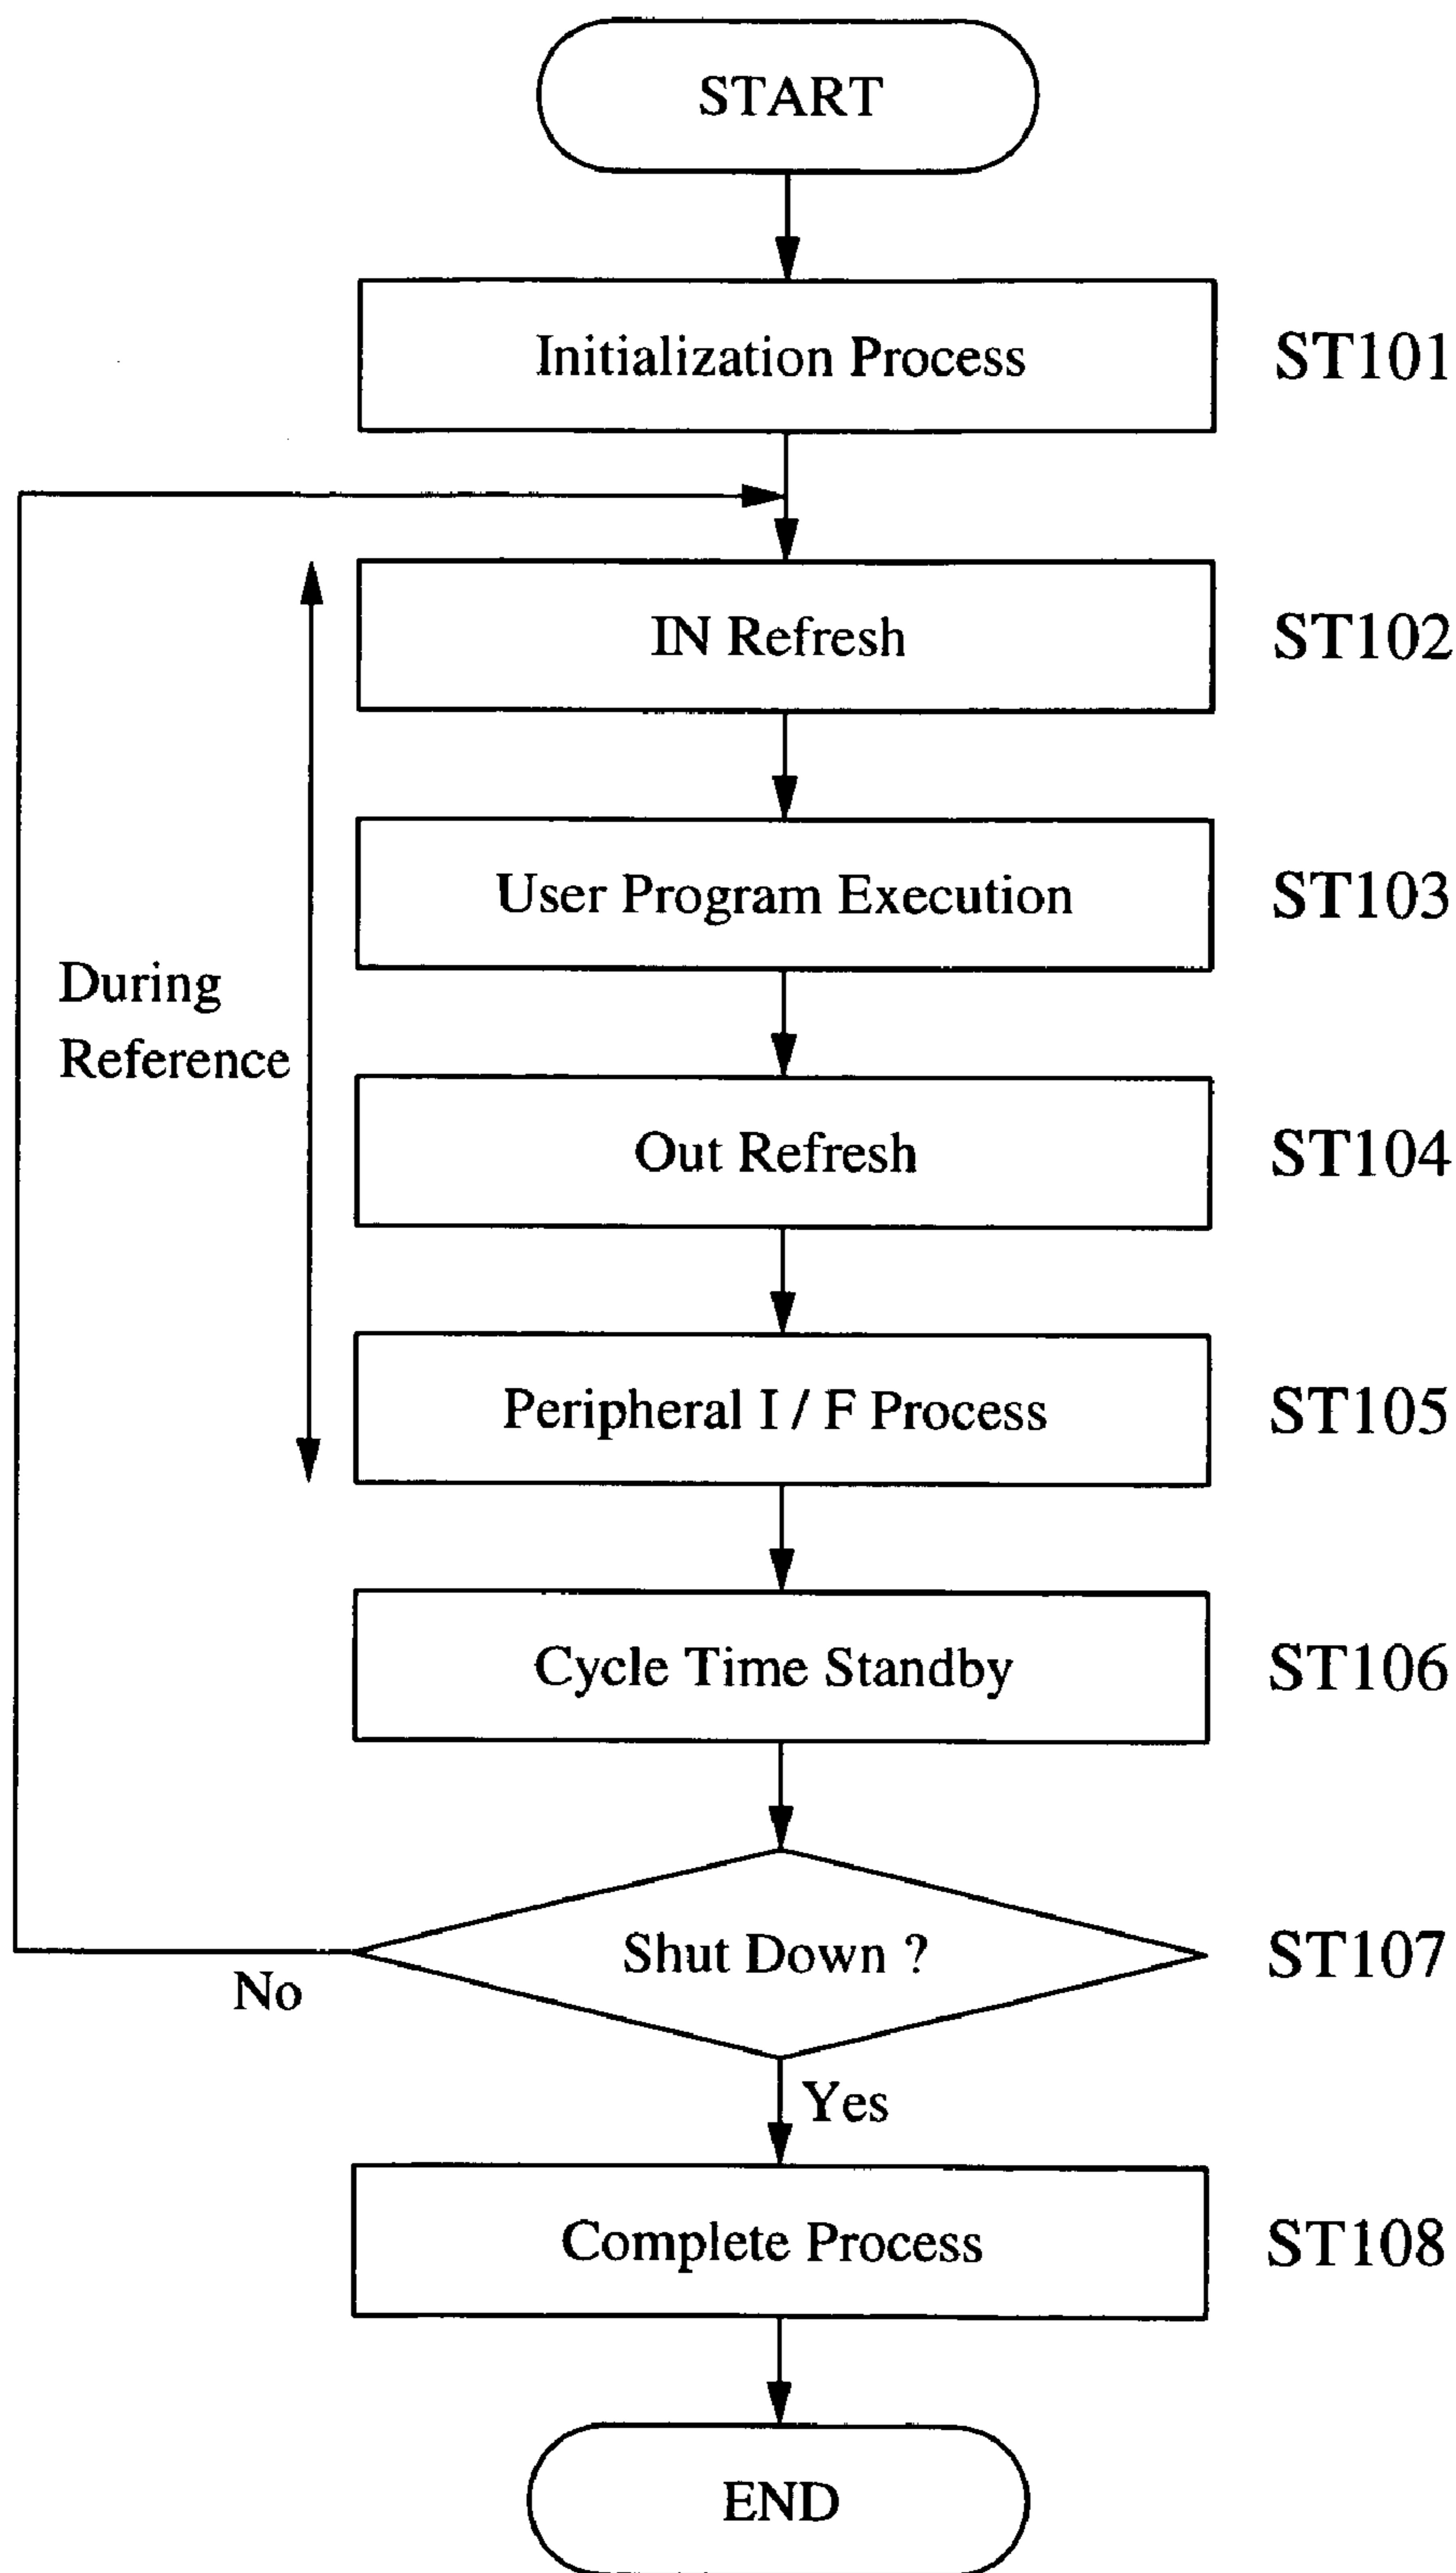 START
Initialization Process
ST101
IN Refresh
ST102
User Program Execution
ST103
During
Reference
Out Refresh
ST104
Peripheral I / F Process
ST105
Cycle Time Standby
ST106
Shut Down ?
ST107
No
Yes
Complete Process
ST108
END